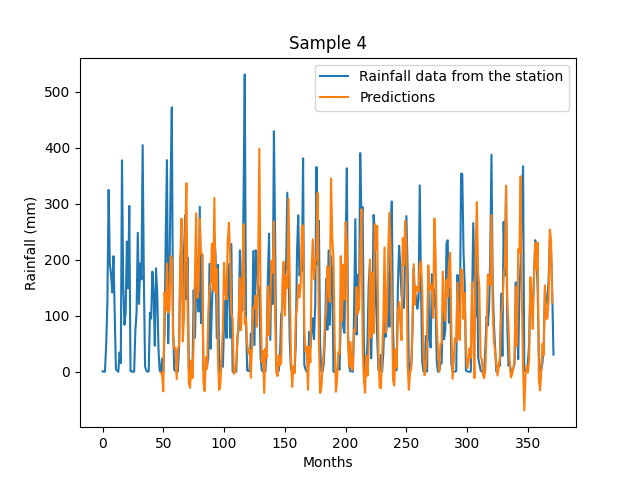 Sample 4
Rainfall data from the station
Predictions
Rainfall (mm)
500
400
300
200
100
0
0 50 100 150 200 250 300 350
Months